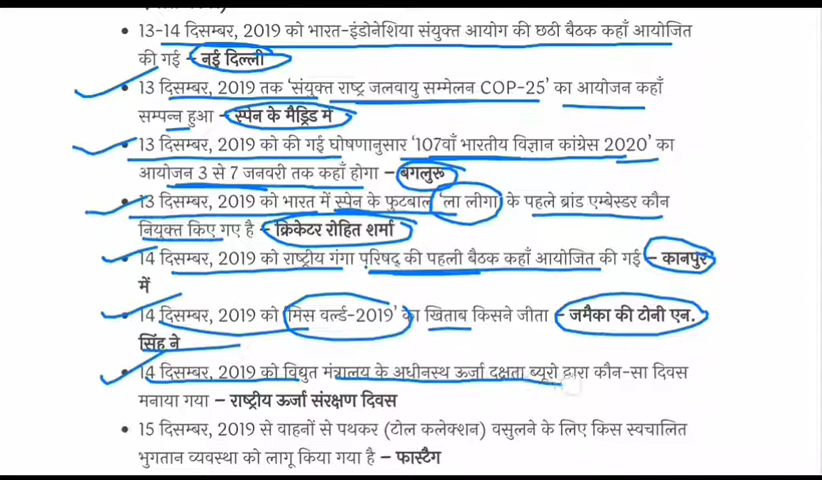 • 13-14 दिसम्बर, 2019 को भारत-इंडोनेशिया संयुक्त आयोग की छठी बैठक कहाँ आयोजित
की गई – नई दिल्ली
• 13 दिसम्बर, 2019 तक 'संयुक्त राष्ट्र जलवायु सम्मेलन COP-25' का आयोजन कहाँ
सम्पन्न हुआ – स्पेन के मैड्रिड में
• 13 दिसम्बर, 2019 को की गई घोषणानुसार '107वाँ भारतीय विज्ञान कांग्रेस 2020' का
आयोजन 3 से 7 जनवरी तक कहाँ होगा – बंगलुरू
• 13 दिसम्बर, 2019 को भारत में स्पेन के फुटबाल 'ला लीगा' के पहले ब्रांड एम्बेस्डर कौन
नियुक्त किए गए है – क्रिकेटर रोहित शर्मा
• 14 दिसम्बर, 2019 को राष्ट्रीय गंगा परिषद् की पहली बैठक कहाँ आयोजित की गई – कानपुर
में
• 14 दिसम्बर, 2019 को 'मिस वर्ल्ड-2019' का खिताब किसने जीता – जमैका की टोनी एन.
सिंह ने
• 14 दिसम्बर, 2019 को विद्युत मंत्रालय के अधीनस्थ ऊर्जा दक्षता ब्यूरो द्वारा कौन-सा दिवस
मनाया गया – राष्ट्रीय ऊर्जा संरक्षण दिवस
• 15 दिसम्बर, 2019 से वाहनों से पथकर (टोल कलेक्शन) वसुलने के लिए किस स्वचालित
भुगतान व्यवस्था को लागू किया गया है – फास्टैग